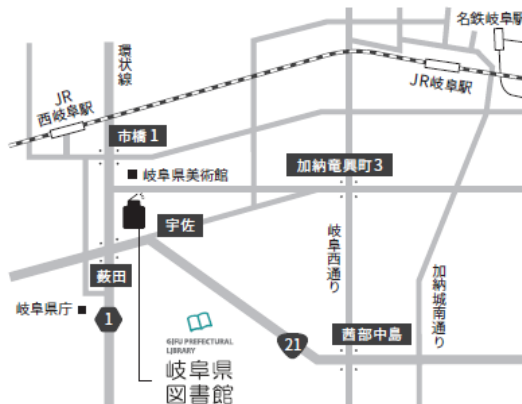 名鉄岐阜駅
環状線
JR
西岐阜駅
JR岐阜駅
市橋1
岐阜県美術館
加納竜興町3
宇佐
岐阜西通り
加納城南通り
薮田
岐阜県庁
1
GIFU PREFECTURAL
LIBRARY
岐阜県
図書館
21
茜部中島